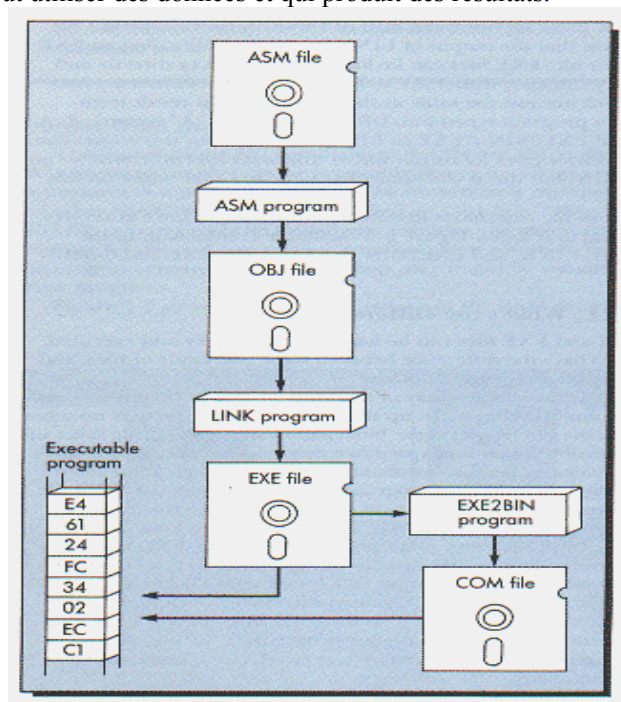 ut utiliser des données et qui produit des résultats.
ASM file
ASM program
OBJ file
LINK program
Executable
program
EXE file
EXE2BIN
program
COM file
E4
61
24
FC
34
02
EC
C1